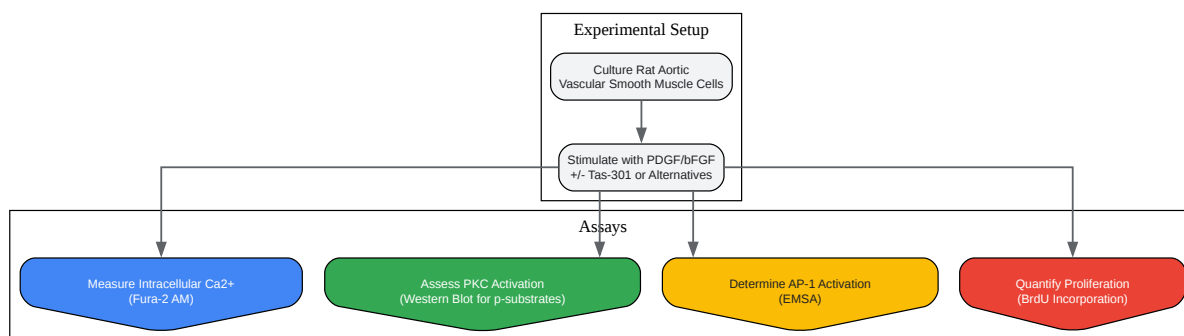 Experimental Setup
Culture Rat Aortic
Vascular Smooth Muscle Cells
Stimulate with PDGF/bFGF
+/- Tas-301 or Alternatives
Assays
Measure Intracellular Ca2+
(Fura-2 AM)
Assess PKC Activation
(Western Blot for p-substrates)
Determine AP-1 Activation
(EMSA)
Quantify Proliferation
(BrdU Incorporation)